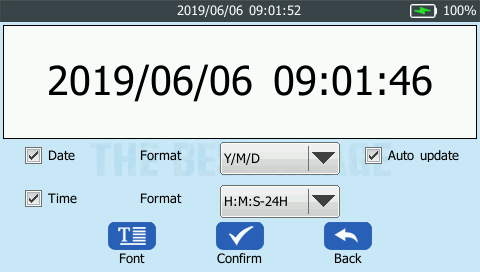 2019/06/06 09:01:52 100%
2019/06/06 09:01:46
Date Format Y/M/D Auto update
Time Format H:M:S-24H
Font Confirm Back